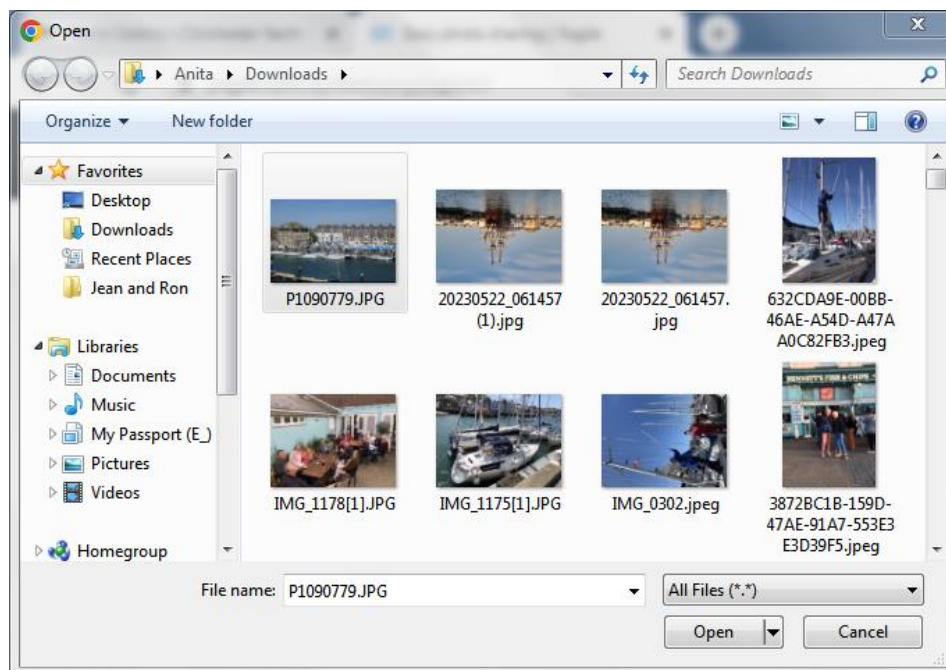 Open
Anita Downloads
Search Downloads
Organize
New folder
Favorites
Desktop
Downloads
Recent Places
Jean and Ron
Libraries
Documents
Music
My Passport (E_)
Pictures
Videos
Homegroup
P1090779.JPG
20230522_061457
(1).jpg
20230522_061457.
jpg
632CDA9E-00BB-
46AE-A54D-A47A
A0C82FB3.jpeg
IMG_1178[1].JPG
IMG_1175[1].JPG
IMG_0302.jpeg
3872BC1B-159D-
47AE-91A7-553E3
E3D39F5.jpeg
File name: P1090779.JPG
All Files (*.*)
Open
Cancel